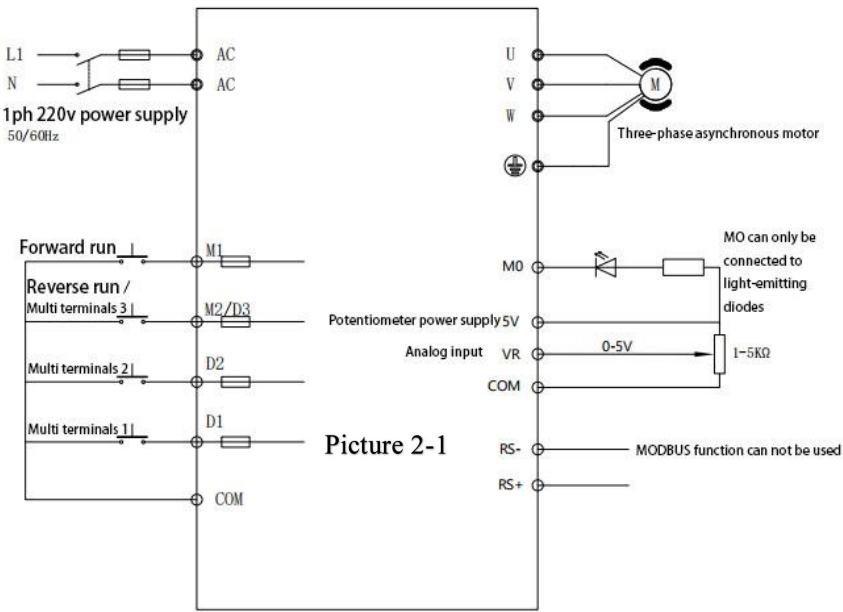 L1
AC
N
AC
1ph 220v power supply
50/60Hz
U
V
W
M
Three-phase asynchronous motor
Forward run
M1
Reverse run /
Multi terminals 3
M2/D3
Multi terminals 2
D2
Multi terminals 1
D1
COM
Picture 2-1
M0
MO can only be
connected to
light-emitting
diodes
Potentiometer power supply 5V
Analog input VR
0-5V
1-5KΩ
COM
RS-
MODBUS function can not be used
RS+